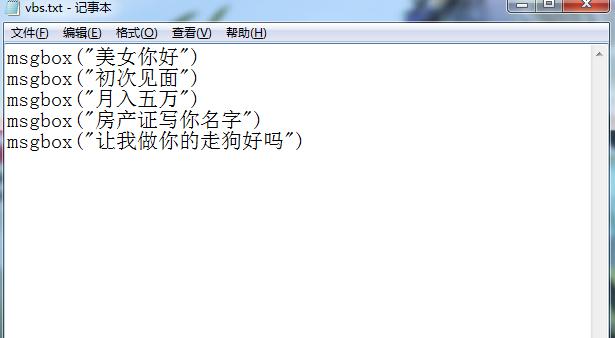 vbs.txt - 记事本
文件(F) 编辑(E) 格式(O) 查看(V) 帮助(H)
msgbox("美女你好")
msgbox("初次见面")
msgbox("月入五万")
msgbox("房产证写你名字")
msgbox("让我做你的走狗好吗")